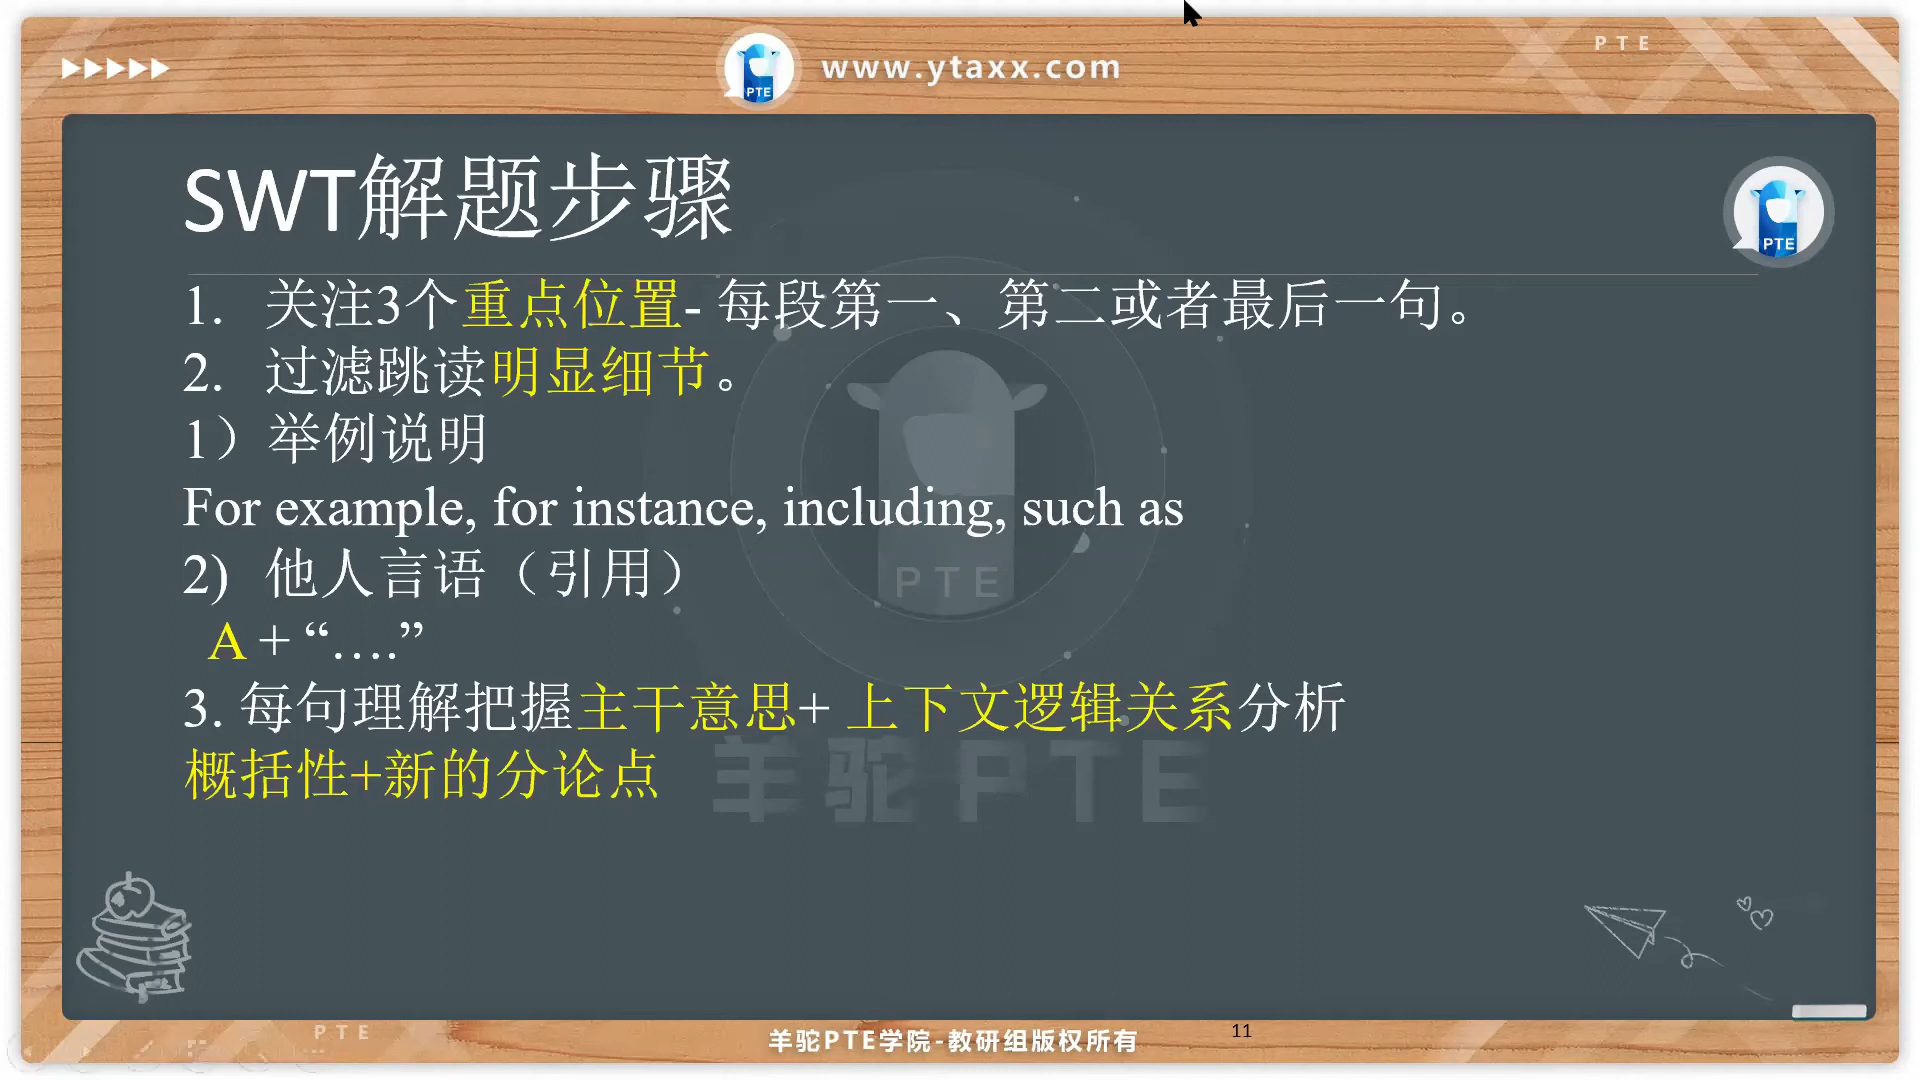 PTE
PTE
www.ytaxx.com
SWT解题步骤
PTE
1. 关注3个重点位置- 每段第一、第二或者最后一句。
2. 过滤跳读明显细节。
1）举例说明
For example, for instance, including, such as
2) 他人言语（引用）
PTE
A + “….”
3. 每句理解把握主干意思+ 上下文逻辑关系分析
羊驼PTE
概括性+新的分论点
PTE
羊驼PTE学院-教研组版权所有
11